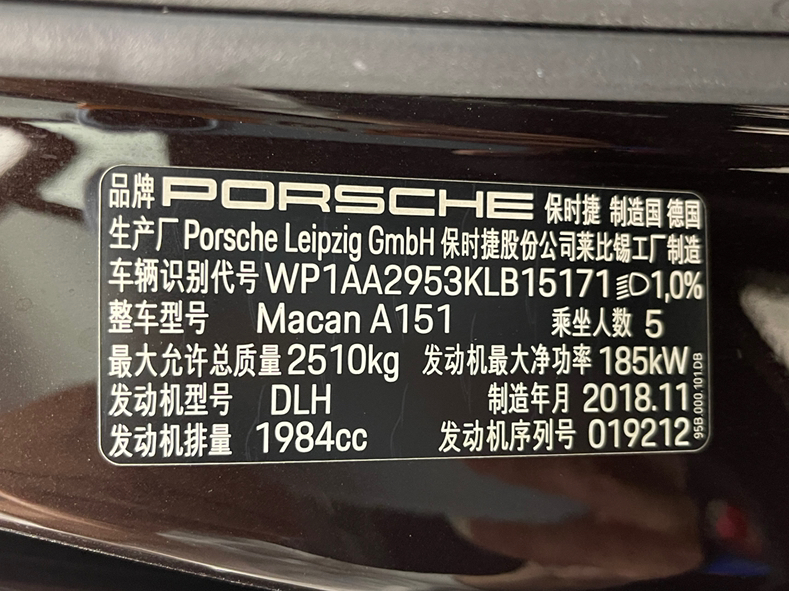 品牌 PORSCHE 保时捷 制造国 德国
生产厂 Porsche Leipzig GmbH 保时捷股份公司莱比锡工厂制造
车辆识别代号 WP1AA2953KLB15171 1,0%
整车型号 Macan A151 乘坐人数 5
最大允许总质量 2510kg 发动机最大净功率 185kW
发动机型号 DLH 制造年月 2018.11
发动机排量 1984cc 发动机序列号 019212
95B.000.101.DB